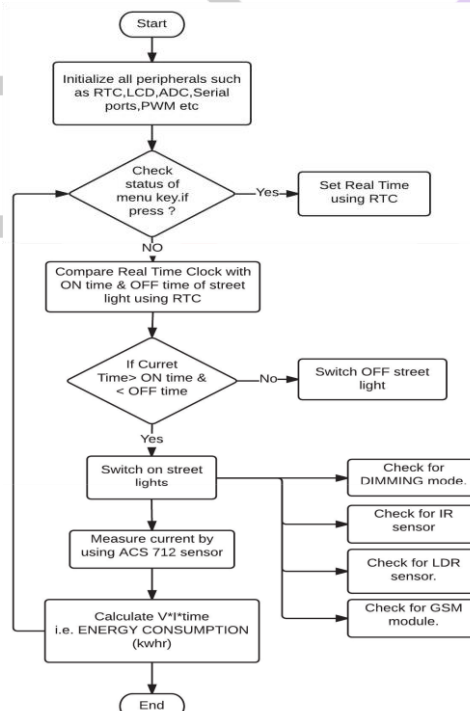 Start
Initialize all peripherals such
as RTC,LCD,ADC,Serial
ports,PWM etc
Check
status of
menu key.if
press ?
Yes
Set Real Time
using RTC
NO
Compare Real Time Clock with
ON time & OFF time of street
light using RTC
If Curret
Time> ON time &
< OFF time
No
Switch OFF street
light
Yes
Switch on street
lights
Check for
DIMMING mode.
Check for IR
sensor
Check for LDR
sensor.
Check for GSM
module.
Measure current by
using ACS 712 sensor
Calculate V*I*time
i.e. ENERGY CONSUMPTION
(kwhr)
End